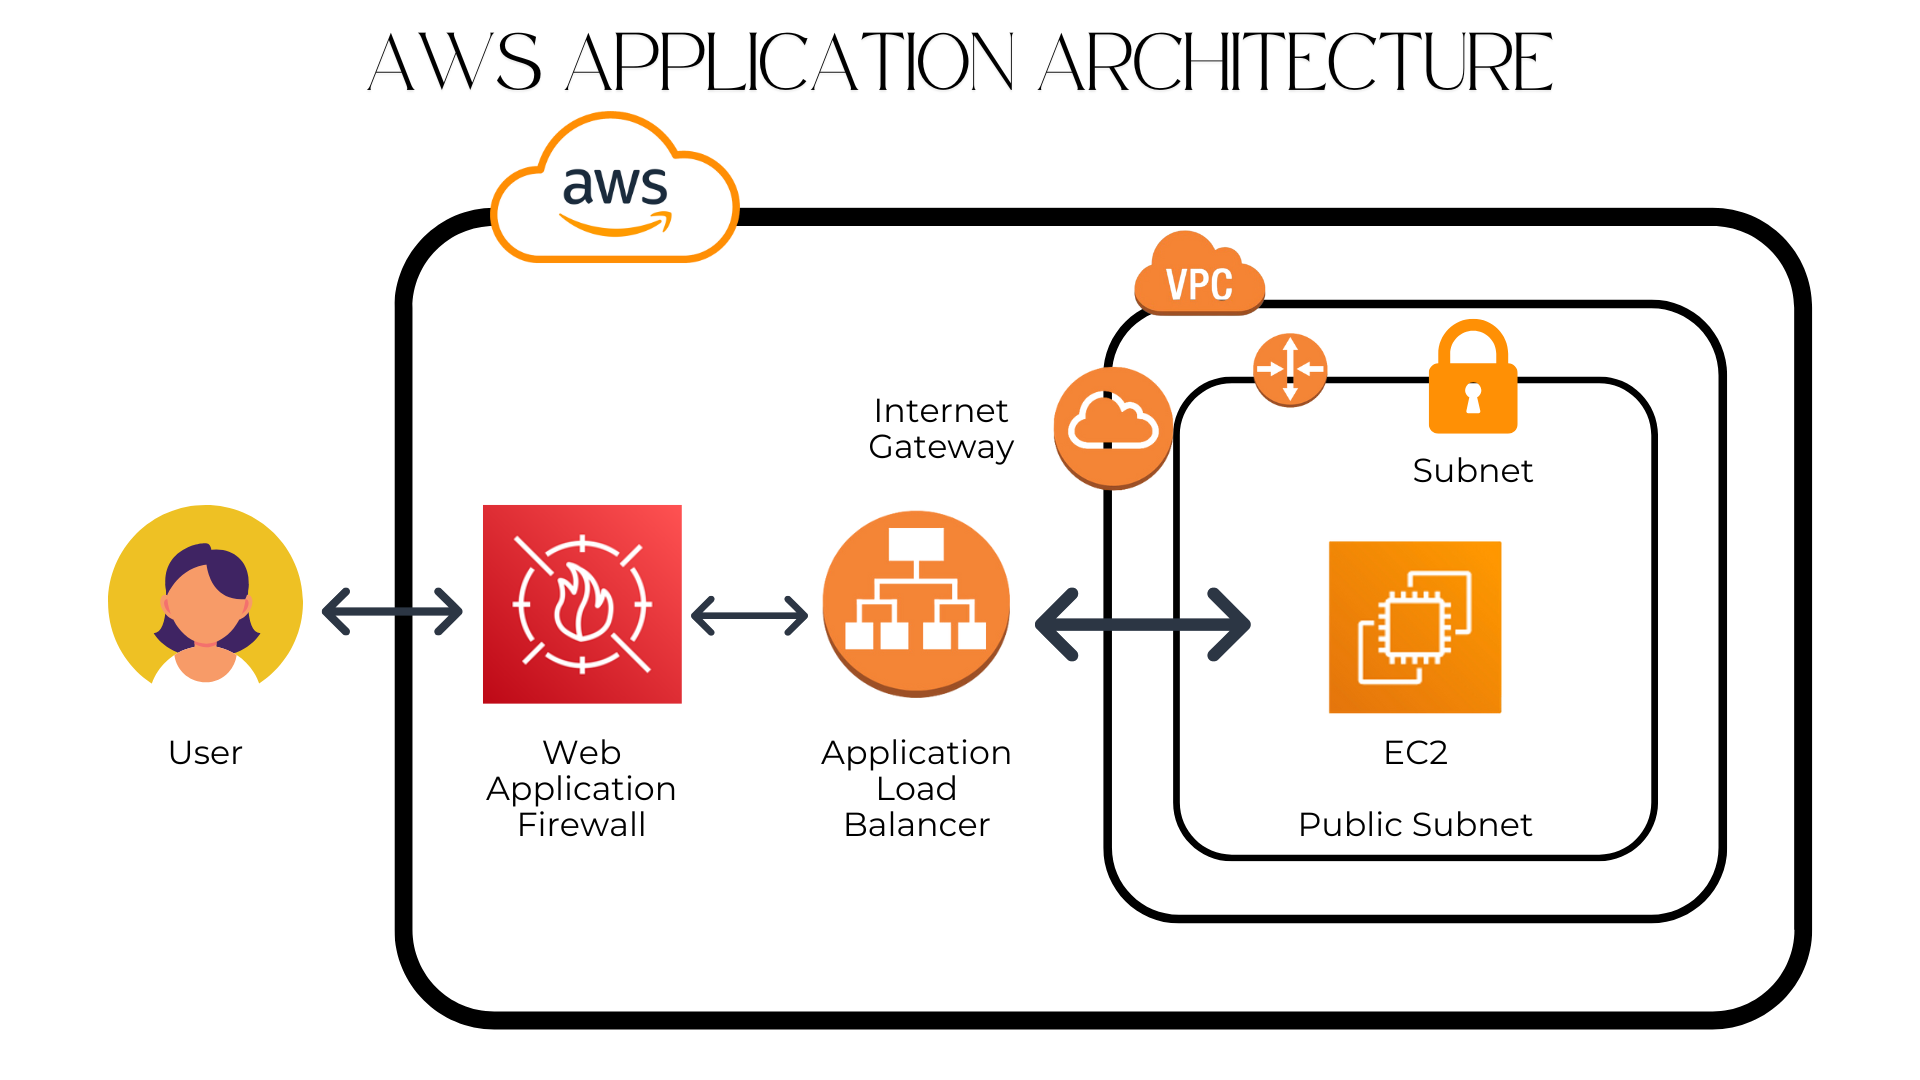 AWS APPLICATION ARCHITECTURE
aws
VPC
Internet
Gateway
Subnet
User
Web
Application
Firewall
Application
Load
Balancer
EC2
Public Subnet